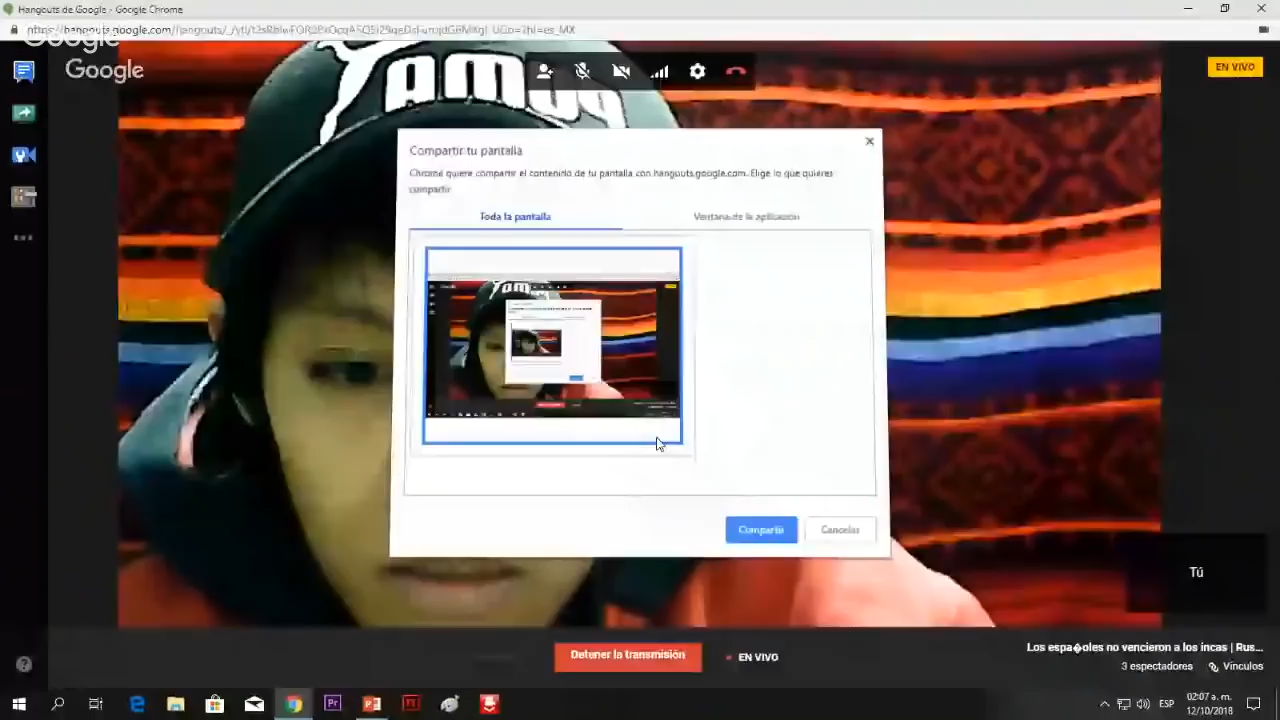 Hangouts de Google - Google Chrome
Google
Google
EN VIVO
Compartir tu pantalla
Chrome quiere compartir el contenido de tu pantalla con hangouts.google.com. Elige lo que quieres
compartir.
Toda la pantalla
Ventana de la aplicación
Compartir
Cancelar
Tú
Detener la transmisión
EN VIVO
Los espa�oles no vencieron a los incas | Rus...
3 espectadores
Vínculos
ESP
02:07 a. m.
12/10/2018